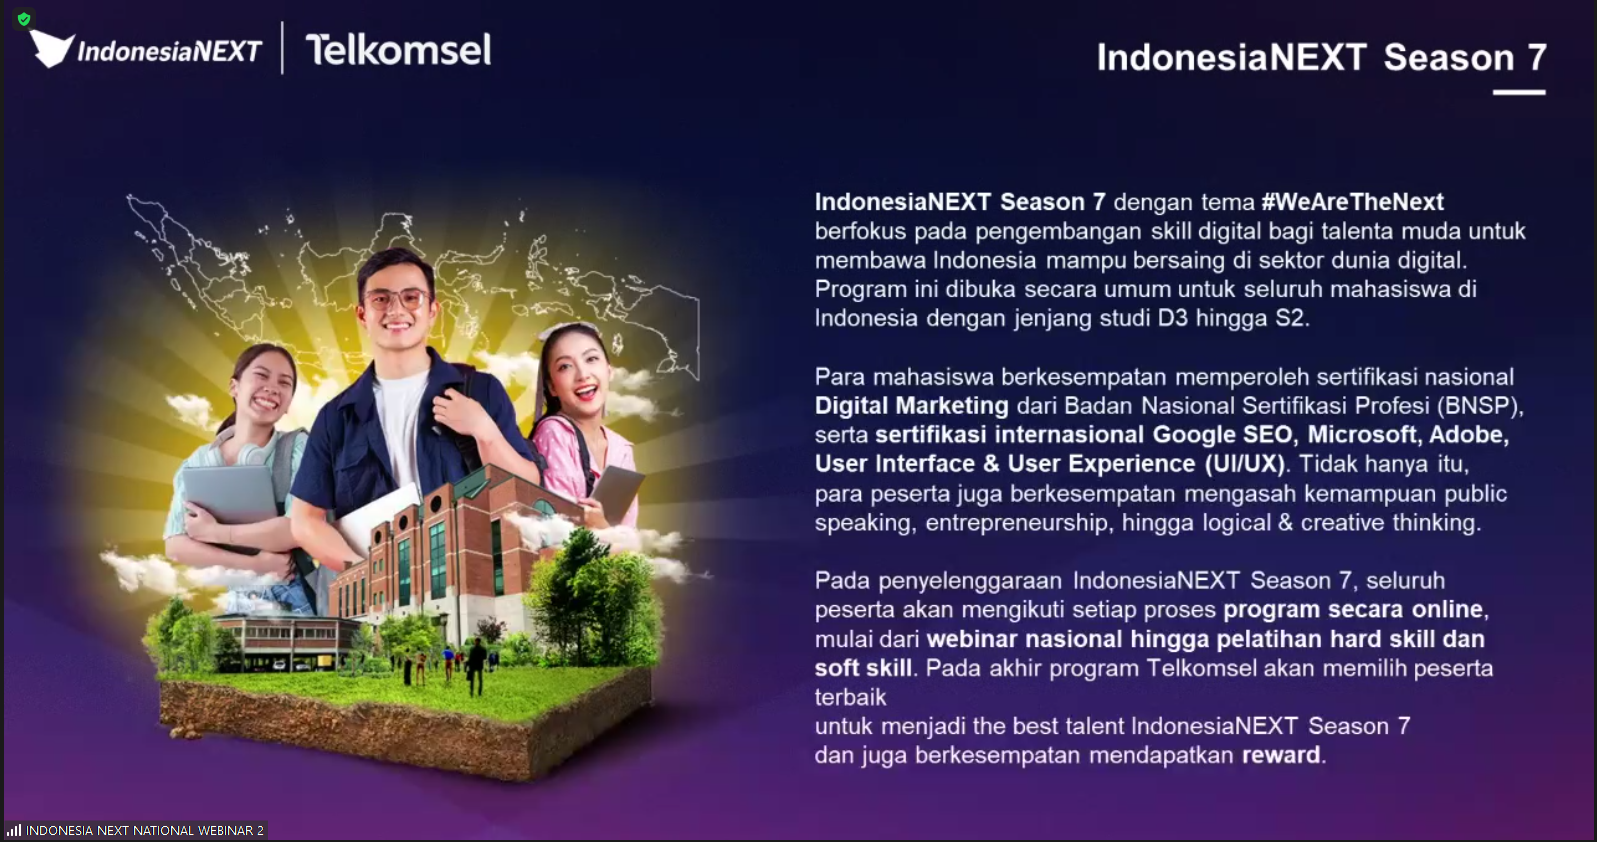 IndonesiaNEXT | Telkomsel
IndonesiaNEXT Season 7
IndonesiaNEXT Season 7 dengan tema #WeAreTheNext
berfokus pada pengembangan skill digital bagi talenta muda untuk
membawa Indonesia mampu bersaing di sektor dunia digital.
Program ini dibuka secara umum untuk seluruh mahasiswa di
Indonesia dengan jenjang studi D3 hingga S2.
Para mahasiswa berkesempatan memperoleh sertifikasi nasional
Digital Marketing dari Badan Nasional Sertifikasi Profesi (BNSP),
serta sertifikasi internasional Google SEO, Microsoft, Adobe,
User Interface & User Experience (UI/UX). Tidak hanya itu,
para peserta juga berkesempatan mengasah kemampuan public
speaking, entrepreneurship, hingga logical & creative thinking.
Pada penyelenggaraan IndonesiaNEXT Season 7, seluruh
peserta akan mengikuti setiap proses program secara online,
mulai dari webinar nasional hingga pelatihan hard skill dan
soft skill. Pada akhir program Telkomsel akan memilih peserta
terbaik
untuk menjadi the best talent IndonesiaNEXT Season 7
dan juga berkesempatan mendapatkan reward.
INDONESIA NEXT NATIONAL WEBINAR 2